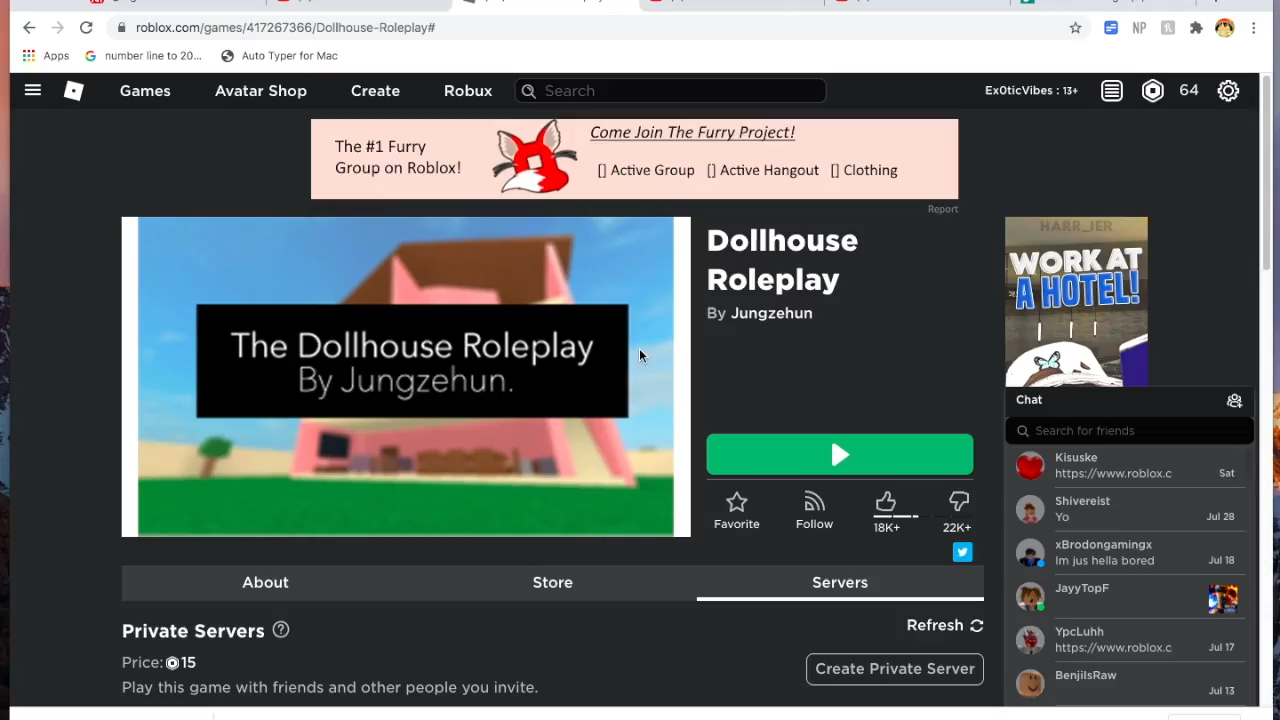 roblox.com/games/417267366/Dollhouse-Roleplay#
NP
Apps
number line to 20...
Auto Typer for Mac
Games
Avatar Shop
Create
Robux
Search
Ex0ticVibes : 13+
64
The #1 Furry
Group on Roblox!
Come Join The Furry Project!
[] Active Group [] Active Hangout [] Clothing
Report
The Dollhouse Roleplay
By Jungzehun.
Dollhouse
Roleplay
By Jungzehun
HARR_IER
WORK AT
A HOTEL!
Favorite
Follow
18K+
22K+
About
Store
Servers
Private Servers
Refresh
Price: 15
Create Private Server
Play this game with friends and other people you invite.
Chat
Search for friends
Kisuske
https://www.roblox.c
Sat
Shivereist
Yo
Jul 28
xBrodongamingx
Im jus hella bored
Jul 18
JayyTopF
YpcLuhh
https://www.roblox.c
Jul 17
BenjiIsRaw
Jul 13